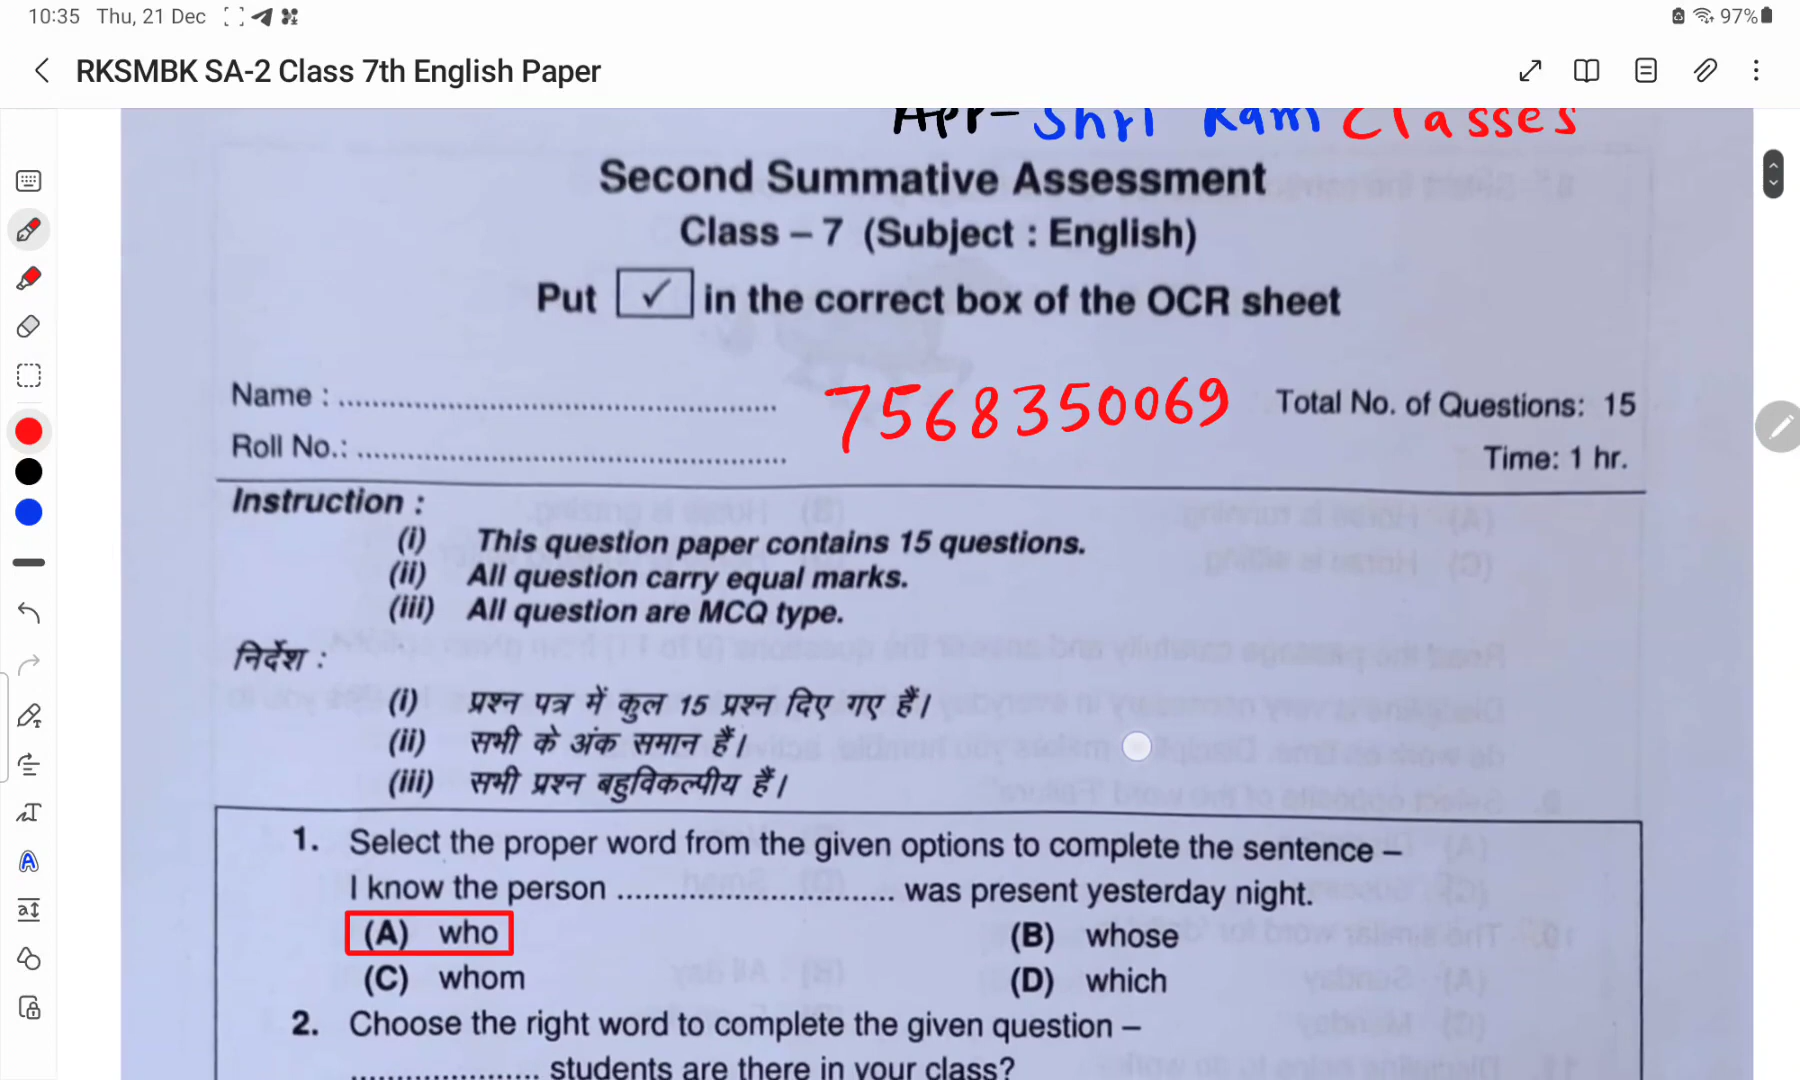 10:35 Thu, 21 Dec 97%
RKSMBK SA-2 Class 7th English Paper
Apr- Shri Ram Classes
Second Summative Assessment
Class – 7 (Subject : English)
Put ✓ in the correct box of the OCR sheet
Name : ............................................
7568350069
Total No. of Questions: 15
Roll No.: ............................................
Time: 1 hr.
Instruction :
(i) This question paper contains 15 questions.
(ii) All question carry equal marks.
(iii) All question are MCQ type.
निर्देश :
(i) प्रश्न पत्र में कुल 15 प्रश्न दिए गए हैं।
(ii) सभी के अंक समान हैं।
(iii) सभी प्रश्न बहुविकल्पीय हैं।
1. Select the proper word from the given options to complete the sentence –
I know the person ............................ was present yesterday night.
(A) who (B) whose
(C) whom (D) which
2. Choose the right word to complete the given question –
................... students are there in your class?